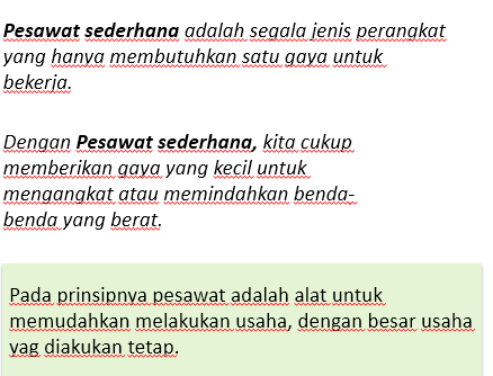 Pesawat sederhana adalah segala jenis perangkat
yang hanya membutuhkan satu gaya untuk
bekerja.
Dengan Pesawat sederhana, kita cukup
memberikan gaya yang kecil untuk
mengangkat atau memindahkan benda-
benda yang berat.
Pada prinsipnya pesawat adalah alat untuk
memudahkan melakukan usaha, dengan besar usaha
yag diakukan tetap.